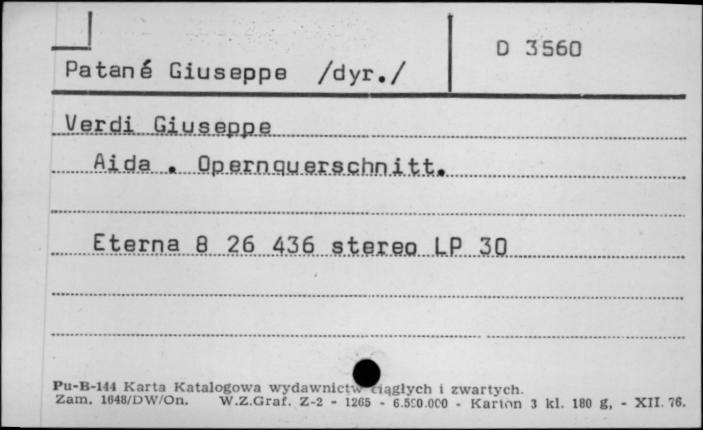 D 3560
Patané Giuseppe /dyr./
Verdi Giuseppe
Aida . Opernquerschnitt.
Eterna 8 26 436 stereo LP 30
Pu-B-144 Karta Katalogowa wydawnictw ciągłych i zwartych.
Zam. 1648/DW/On. W.Z.Graf. Z-2 - 1265 - 6.500.000 - Karton 3 kl. 180 g, - XII. 76.